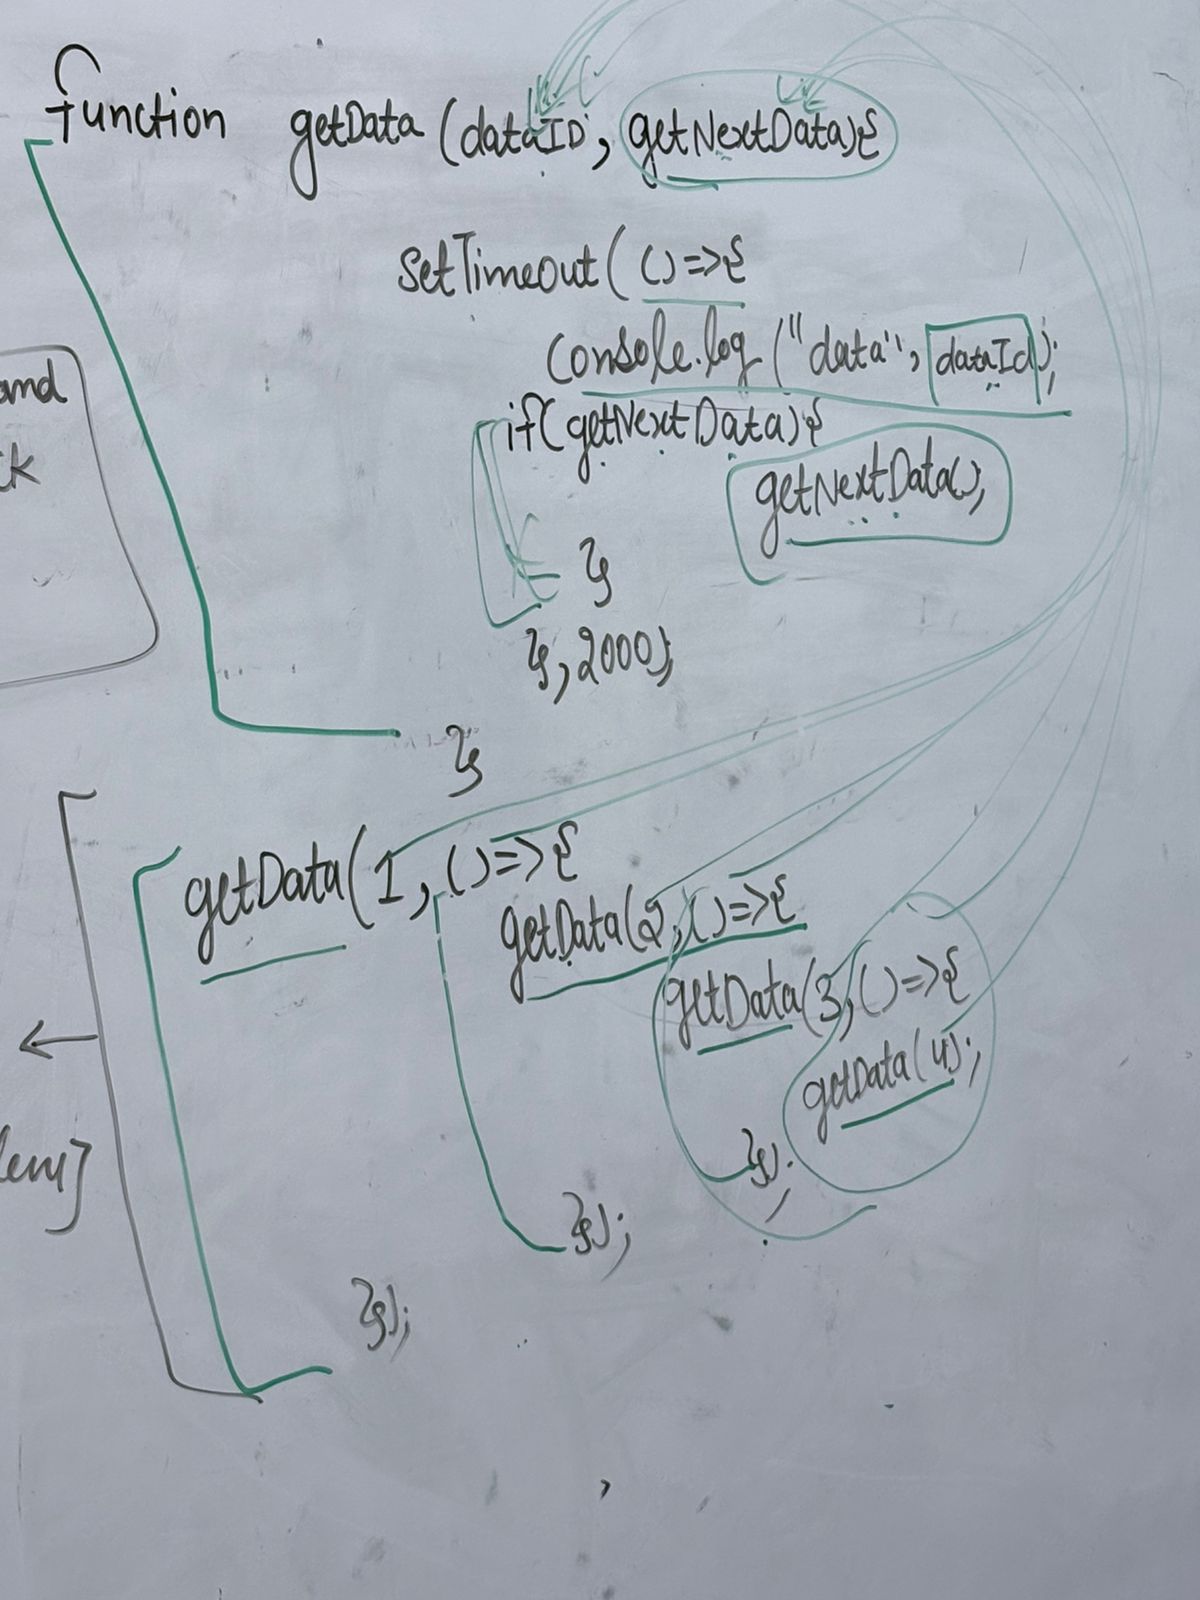 function getData (dataID, getNextData){
setTimeout( () => {
console.log ("data", dataId);
if(getNextData){
and
getNextData();
}
}, 2000);
}
getData(1, () => {
getData(2, () => {
getData(3, () => {
getData(4);
});
});
});